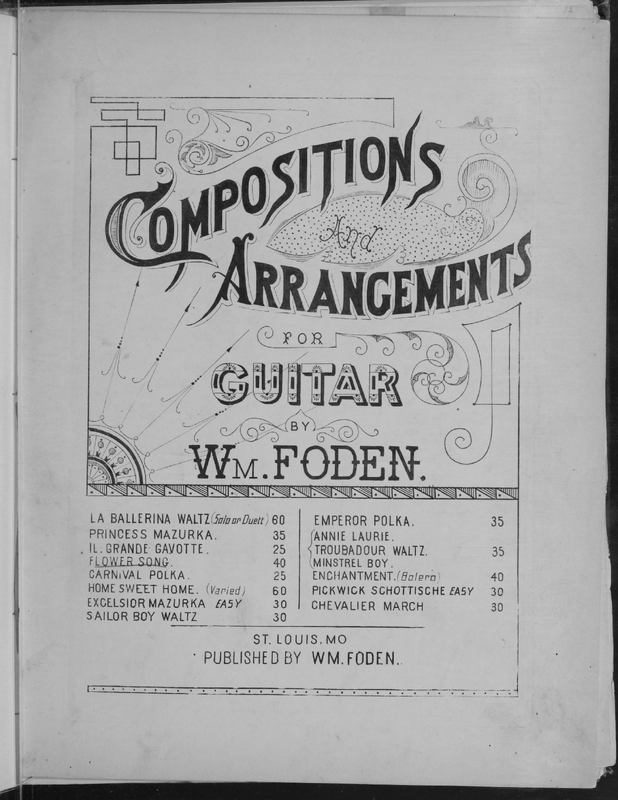 COMPOSITIONS
And
ARRANGEMENTS
FOR
GUITAR
BY
WM. FODEN.
LA BALLERINA WALTZ (Solo or Duett) 60
PRINCESS MAZURKA. 35
IL. GRANDE GAVOTTE. 25
FLOWER SONG. 40
CARNIVAL POLKA. 25
HOME SWEET HOME. (Varied) 60
EXCELSIOR MAZURKA EASY 30
SAILOR BOY WALTZ 30
EMPEROR POLKA. 35
ANNIE LAURIE.
TROUBADOUR WALTZ. 35
MINSTREL BOY.
ENCHANTMENT. (Bolero) 40
PICKWICK SCHOTTISCHE EASY 30
CHEVALIER MARCH 30
ST. LOUIS, MO
PUBLISHED BY WM. FODEN.